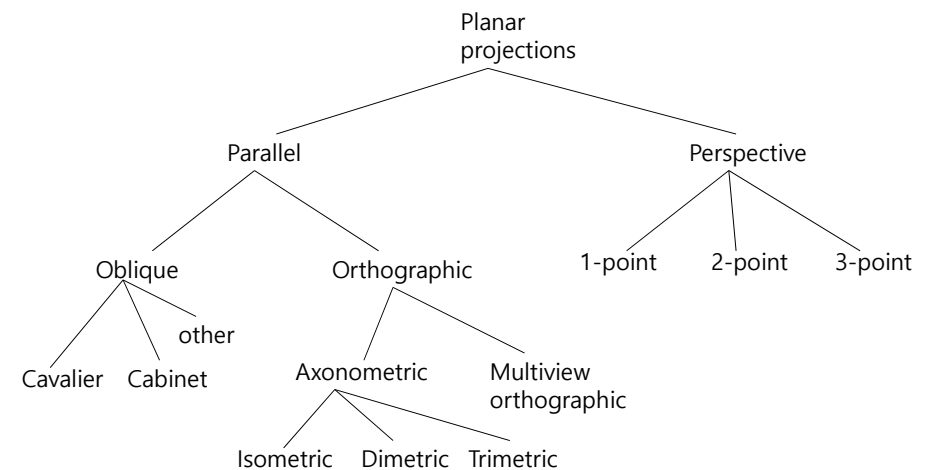 Planar
projections
Parallel
Perspective
Oblique
Orthographic
1-point
2-point
3-point
other
Cavalier
Cabinet
Axonometric
Multiview
orthographic
Isometric
Dimetric
Trimetric